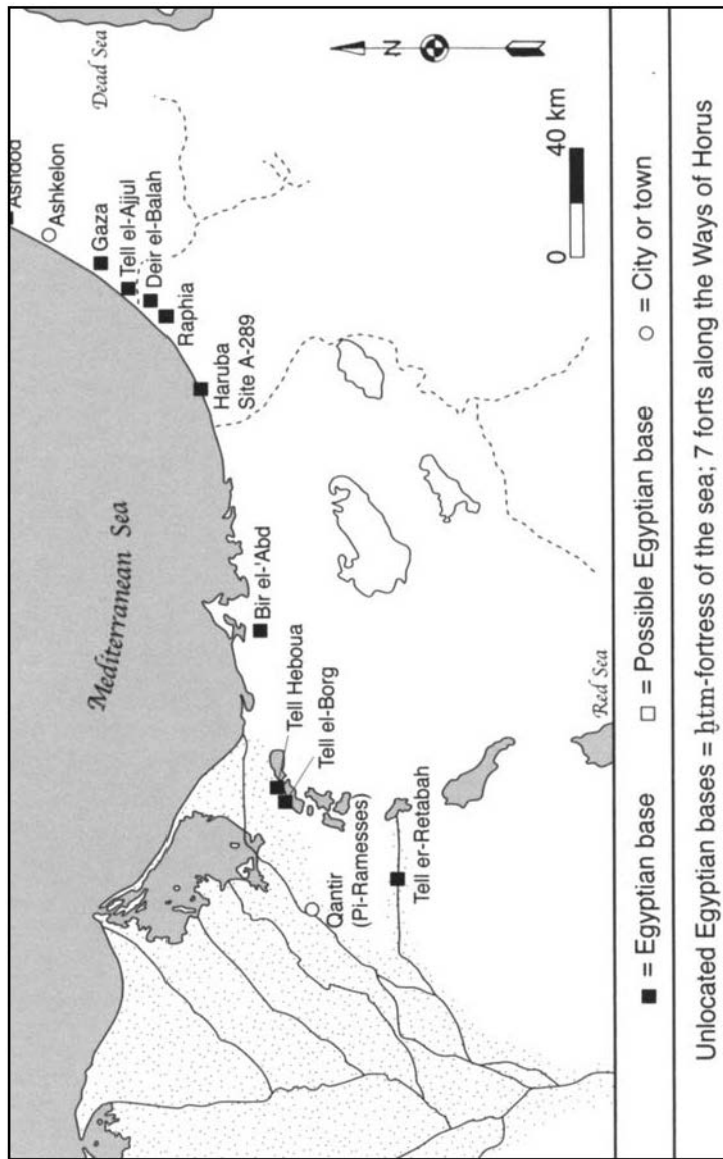 Ashdod
Ashkelon
Dead Sea
Gaza
Tell el-Ajjul
Deir el-Balah
Raphia
Haruba
Site A-289
N
Mediterranean Sea
0 40 km
Bir el-'Abd
Tell Heboua
Tell el-Borg
Qantir
(Pi-Ramesses)
Tell er-Retabah
Red Sea
■ = Egyptian base □ = Possible Egyptian base ○ = City or town
Unlocated Egyptian bases = ḫtm-fortress of the sea; 7 forts along the Ways of Horus